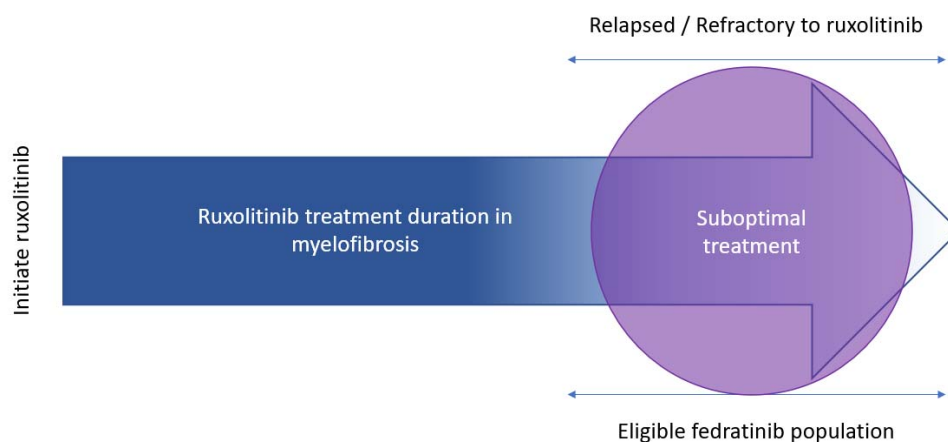 Relapsed / Refractory to ruxolitinib
Initiate ruxolitinib
Ruxolitinib treatment duration in
myelofibrosis
Suboptimal
treatment
Eligible fedratinib population